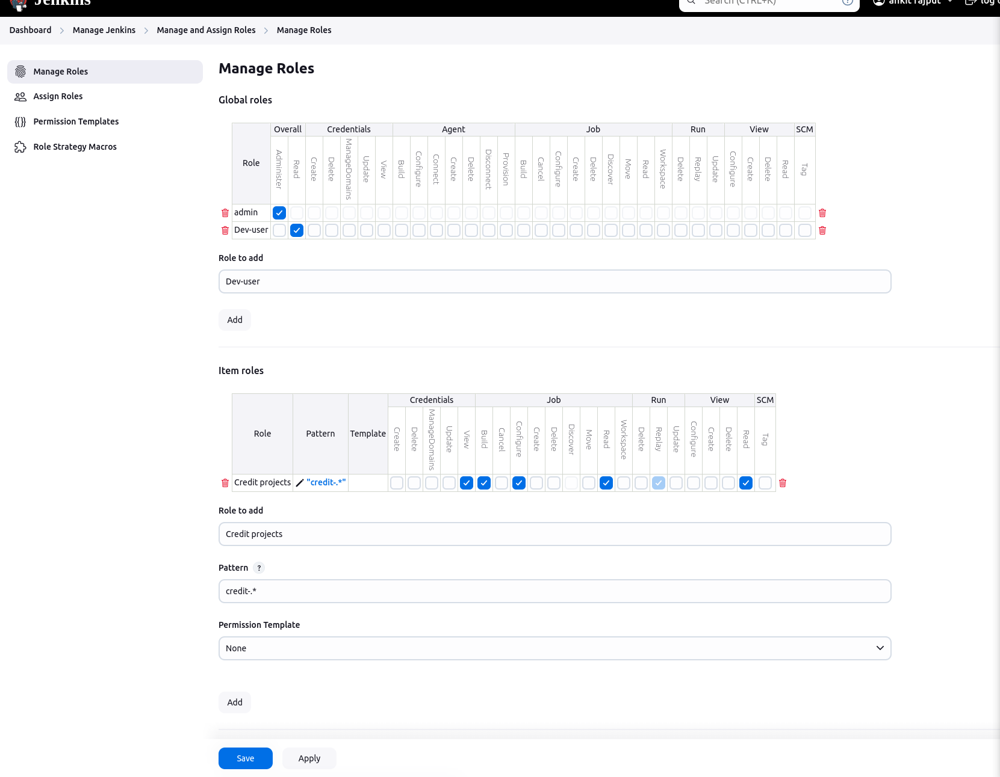 Jenkins
Search (CTRL+K)
?
ankit rajput
log
Dashboard
Manage Jenkins
Manage and Assign Roles
Manage Roles
Manage Roles
Assign Roles
Permission Templates
Role Strategy Macros
Manage Roles
Global roles
Role Overall Credentials Agent Job Run View SCM
Administer Read Create Delete ManageDomains Update View Build Configure Connect Create Delete Disconnect Provision Build Cancel Configure Create Delete Discover Move Read Workspace Delete Replay Update Configure Create Delete Read Tag
admin
Dev-user
Role to add
Dev-user
Add
Item roles
Role Pattern Template Credentials Job Run View SCM
Create Delete ManageDomains Update View Build Cancel Configure Create Delete Discover Move Read Workspace Delete Replay Update Configure Create Delete Read Tag
Credit projects "credit-.*"
Role to add
Credit projects
Pattern ?
credit-.*
Permission Template
None
Add
Save Apply